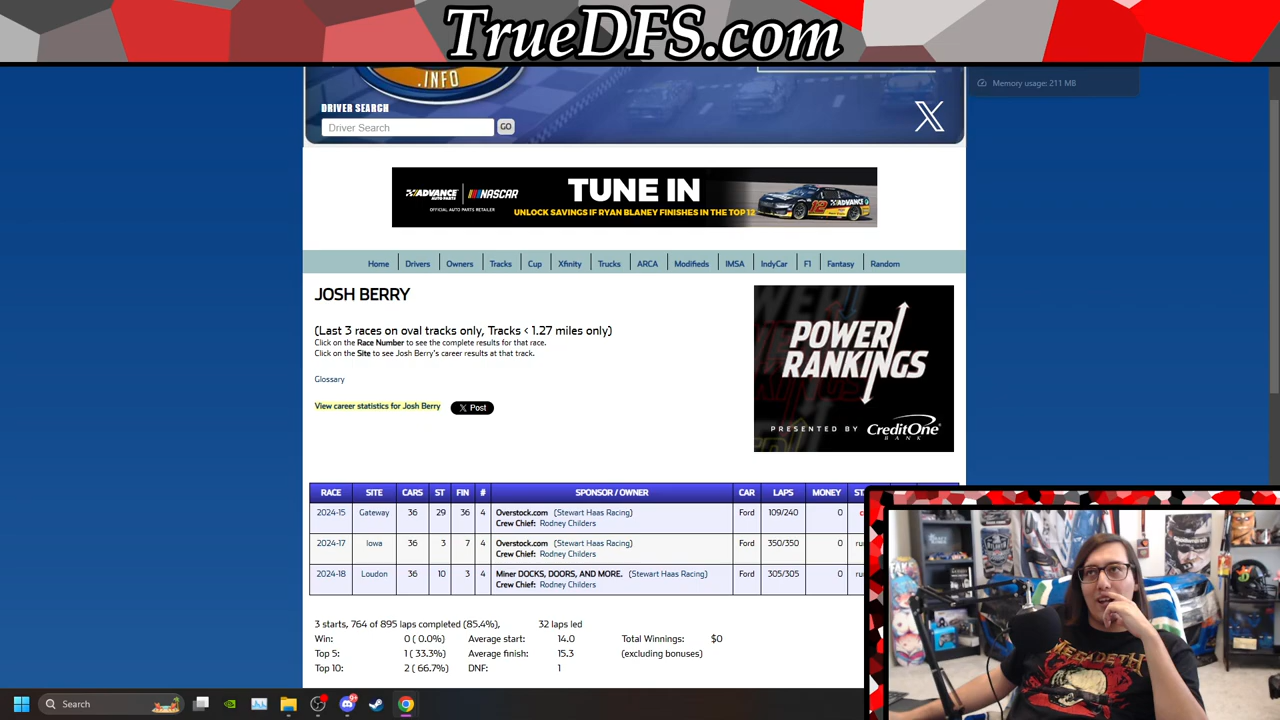 TrueDFS.com
.INFO
Memory usage: 211 MB
DRIVER SEARCH
Driver Search
GO
X
ADVANCE AUTO PARTS
NASCAR
OFFICIAL AUTO PARTS RETAILER
TUNE IN
UNLOCK SAVINGS IF RYAN BLANEY FINISHES IN THE TOP 12
12
ADVANCE
Home Drivers Owners Tracks Cup Xfinity Trucks ARCA Modifieds IMSA IndyCar F1 Fantasy Random
JOSH BERRY
(Last 3 races on oval tracks only, Tracks < 1.27 miles only)
Click on the Race Number to see the complete results for that race.
Click on the Site to see Josh Berry's career results at that track.
Glossary
View career statistics for Josh Berry
X Post
POWER
RANKINGS
PRESENTED BY CreditOne
BANK
RACE SITE CARS ST FIN # SPONSOR / OWNER CAR LAPS MONEY
2024-15 Gateway 36 29 36 4 Overstock.com (Stewart Haas Racing) Ford 109/240 0
Crew Chief: Rodney Childers
2024-17 Iowa 36 3 7 4 Overstock.com (Stewart Haas Racing) Ford 350/350 0
Crew Chief: Rodney Childers
2024-18 Loudon 36 10 3 4 Miner DOCKS, DOORS, AND MORE. (Stewart Haas Racing) Ford 305/305 0
Crew Chief: Rodney Childers
3 starts, 764 of 895 laps completed (85.4%), 32 laps led
Win: 0 ( 0.0%) Average start: 14.0 Total Winnings: $0
Top 5: 1 ( 33.3%) Average finish: 15.3 (excluding bonuses)
Top 10: 2 ( 66.7%) DNF: 1
MEGADETH
Search
9+